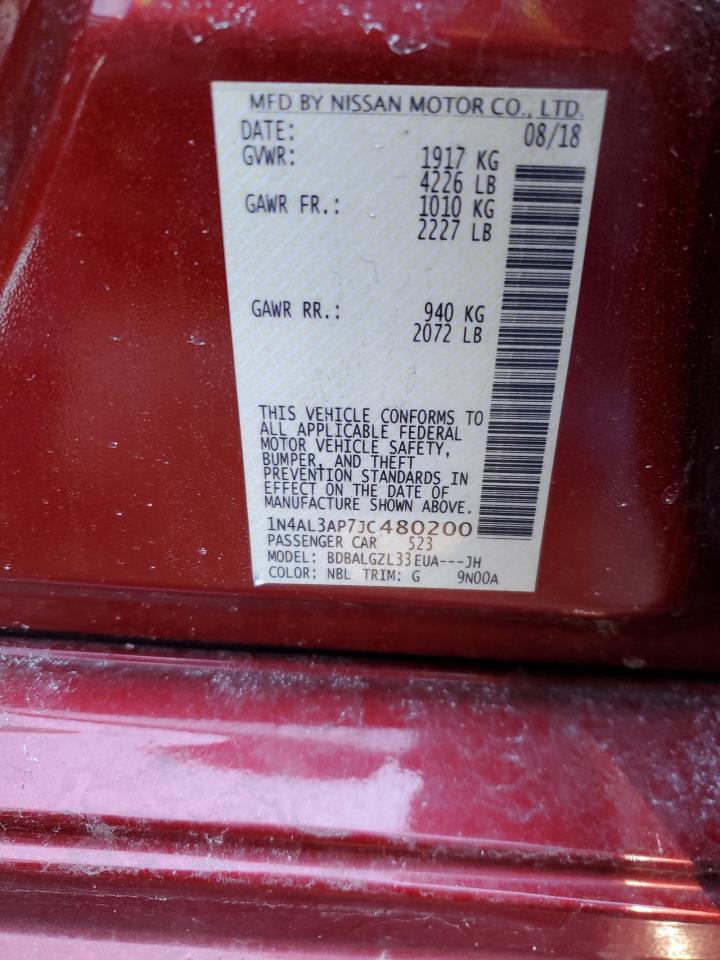 MFD BY NISSAN MOTOR CO., LTD.
DATE: 08/18
GVWR: 1917 KG
4226 LB
GAWR FR.: 1010 KG
2227 LB
GAWR RR.: 940 KG
2072 LB
THIS VEHICLE CONFORMS TO
ALL APPLICABLE FEDERAL
MOTOR VEHICLE SAFETY,
BUMPER, AND THEFT
PREVENTION STANDARDS IN
EFFECT ON THE DATE OF
MANUFACTURE SHOWN ABOVE.
1N4AL3AP7JC480200
PASSENGER CAR 523
MODEL: BDBALGZL33EUA---JH
COLOR: NBL TRIM: G 9N00A